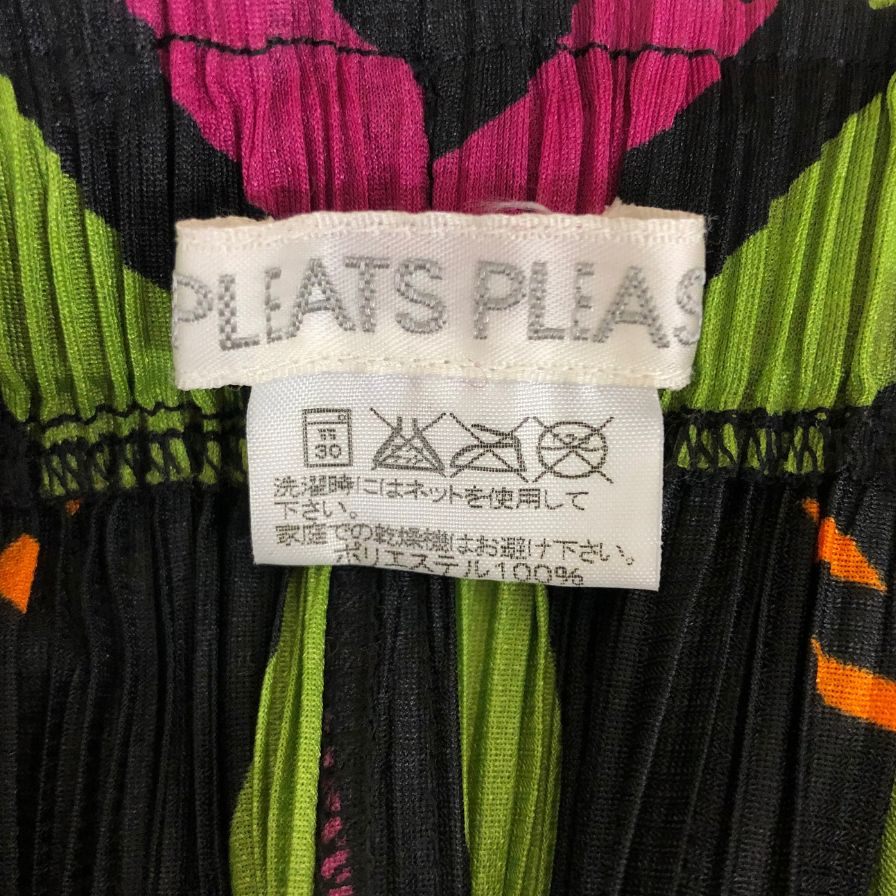 PLEATS PLEAS
弱
30
洗濯時にはネットを使用して
下さい。
家庭での乾燥機はお避け下さい。
ポリエステル100%